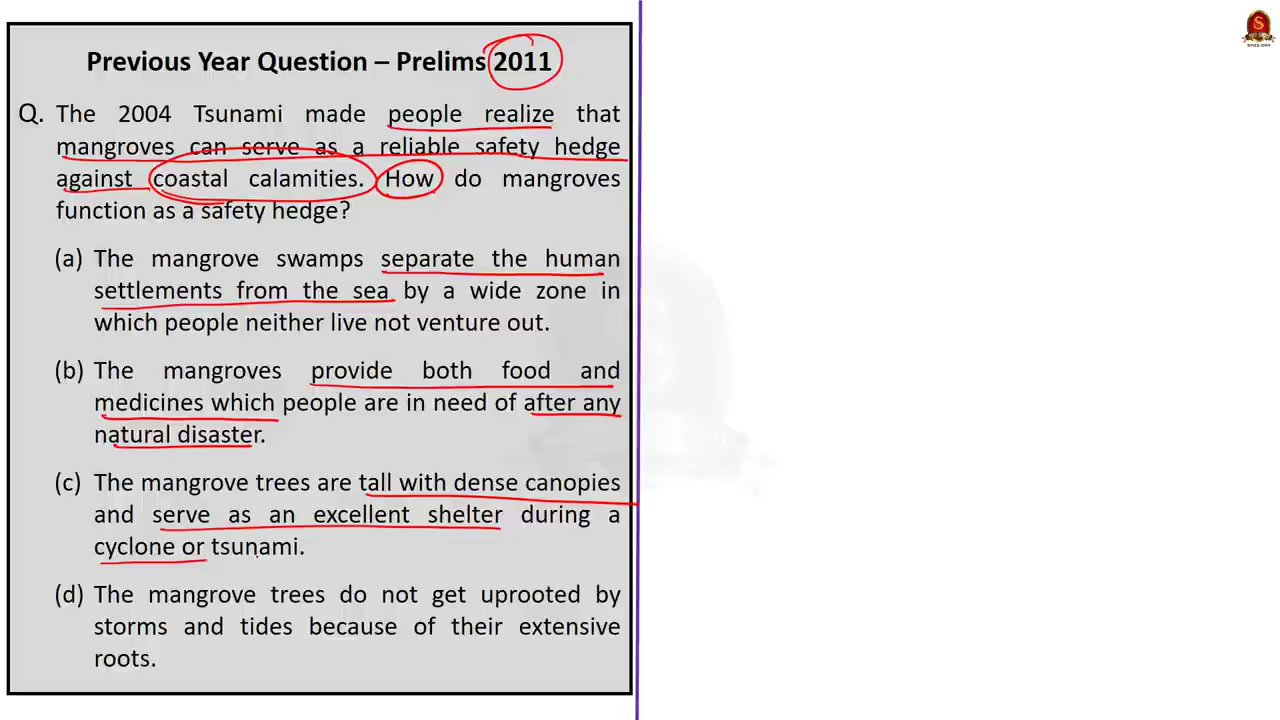 Previous Year Question – Prelims 2011
Q. The 2004 Tsunami made people realize that
mangroves can serve as a reliable safety hedge
against coastal calamities. How do mangroves
function as a safety hedge?
(a) The mangrove swamps separate the human
settlements from the sea by a wide zone in
which people neither live not venture out.
(b) The mangroves provide both food and
medicines which people are in need of after any
natural disaster.
(c) The mangrove trees are tall with dense canopies
and serve as an excellent shelter during a
cyclone or tsunami.
(d) The mangrove trees do not get uprooted by
storms and tides because of their extensive
roots.